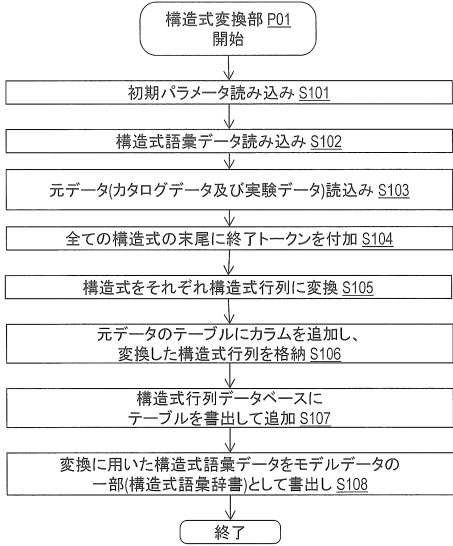 構造式変換部 P01
開始
初期パラメータ読み込み S101
構造式語彙データ読み込み S102
元データ(カタログデータ及び実験データ)読込み S103
全ての構造式の末尾に終了トークンを付加 S104
構造式をそれぞれ構造式行列に変換 S105
元データのテーブルにカラムを追加し、
変換した構造式行列を格納 S106
構造式行列データベースに
テーブルを書出して追加 S107
変換に用いた構造式語彙データをモデルデータの
一部(構造式語彙辞書)として書出し S108
終了